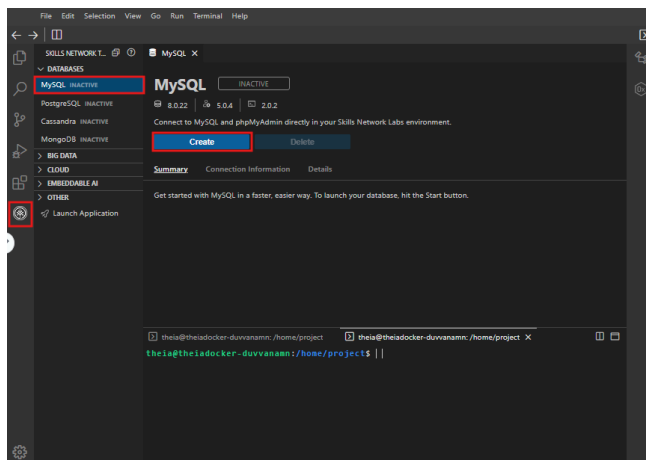 File Edit Selection View Go Run Terminal Help
SKILLS NETWORK T...
MySQL
DATABASES
MySQL INACTIVE
PostgreSQL INACTIVE
Cassandra INACTIVE
MongoDB INACTIVE
BIG DATA
CLOUD
EMBEDDABLE AI
OTHER
Launch Application
MySQL INACTIVE
8.0.22 5.0.4 2.0.2
Connect to MySQL and phpMyAdmin directly in your Skills Network Labs environment.
Create Delete
Summary Connection Information Details
Get started with MySQL in a faster, easier way. To launch your database, hit the Start button.
theia@theiadocker-duvvanamn: /home/project theia@theiadocker-duvvanamn: /home/project
theia@theiadocker-duvvanamn:/home/project$